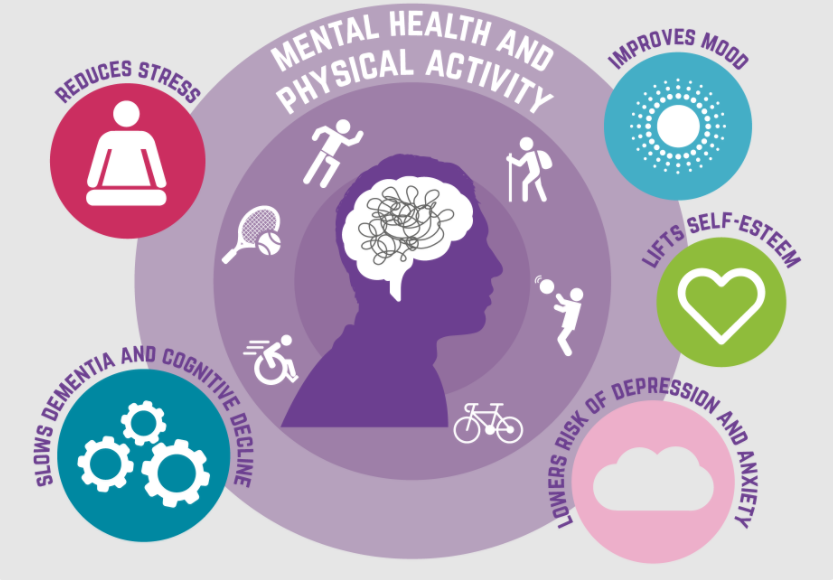 MENTAL HEALTH AND
PHYSICAL ACTIVITY
REDUCES STRESS
IMPROVES MOOD
LIFTS SELF-ESTEEM
SLOWS DEMENTIA AND COGNITIVE DECLINE
LOWERS RISK OF DEPRESSION AND ANXIETY